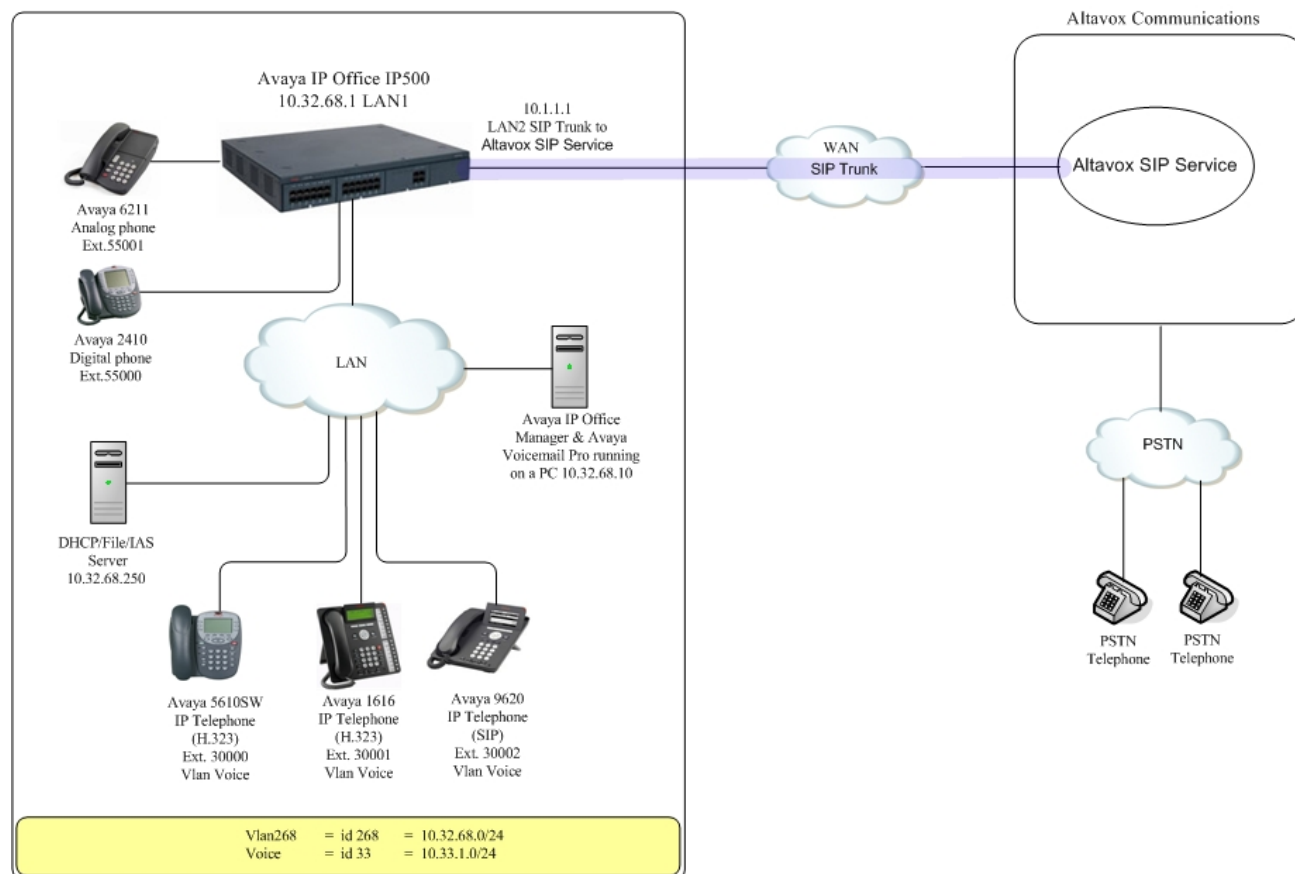 Altavox Communications
Avaya IP Office IP500
10.32.68.1 LAN1
10.1.1.1
LAN2 SIP Trunk to
Altavox SIP Service
WAN
SIP Trunk
Altavox SIP Service
Avaya 6211
Analog phone
Ext.55001
Avaya 2410
Digital phone
Ext.55000
LAN
Avaya IP Office
Manager & Avaya
Voicemail Pro running
on a PC 10.32.68.10
PSTN
DHCP/File/IAS
Server
10.32.68.250
PSTN
Telephone
PSTN
Telephone
Avaya 5610SW
IP Telephone
(H.323)
Ext. 30000
Vlan Voice
Avaya 1616
IP Telephone
(H.323)
Ext. 30001
Vlan Voice
Avaya 9620
IP Telephone
(SIP)
Ext. 30002
Vlan Voice
Vlan268 = id 268 = 10.32.68.0/24
Voice = id 33 = 10.33.1.0/24